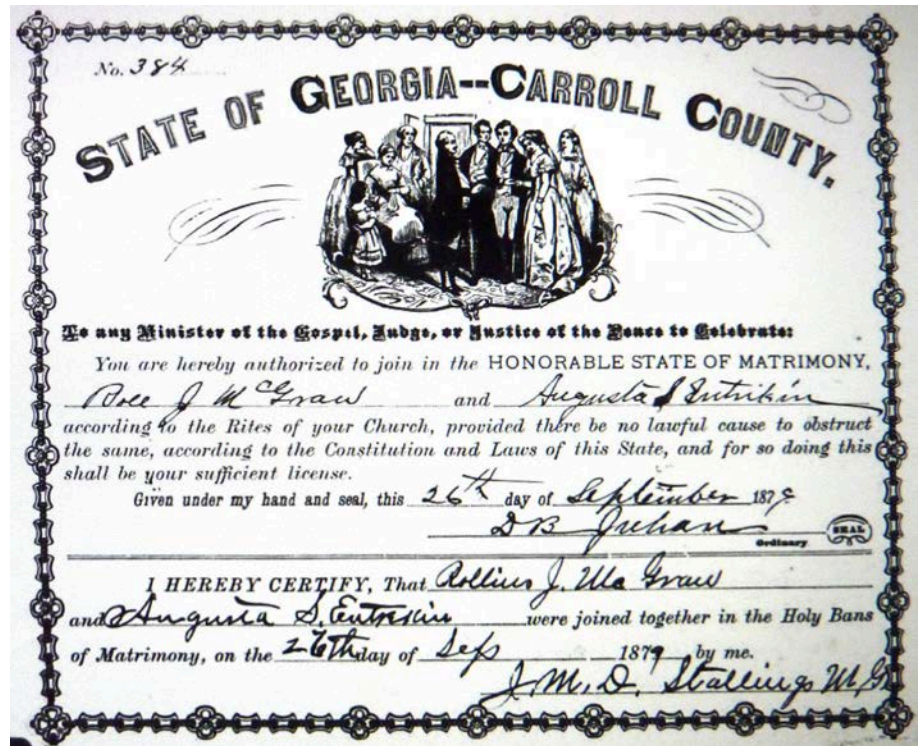 No. 384
STATE OF GEORGIA--CARROLL COUNTY.
To any Minister of the Gospel, Judge, or Justice of the Peace to Celebrate:
You are hereby authorized to join in the HONORABLE STATE OF MATRIMONY,
J McGraw and Augusta S Entrikin
according to the Rites of your Church, provided there be no lawful cause to obstruct
the same, according to the Constitution and Laws of this State, and for so doing this
shall be your sufficient license.
Given under my hand and seal, this 26th day of September 1879
D B Juhan SEAL
Ordinary
I HEREBY CERTIFY, That Rollins J. McGraw
and Augusta S. Entrekin were joined together in the Holy Bans
of Matrimony, on the 26th day of Sept 1879 by me.
J. M. D. Stallings M G